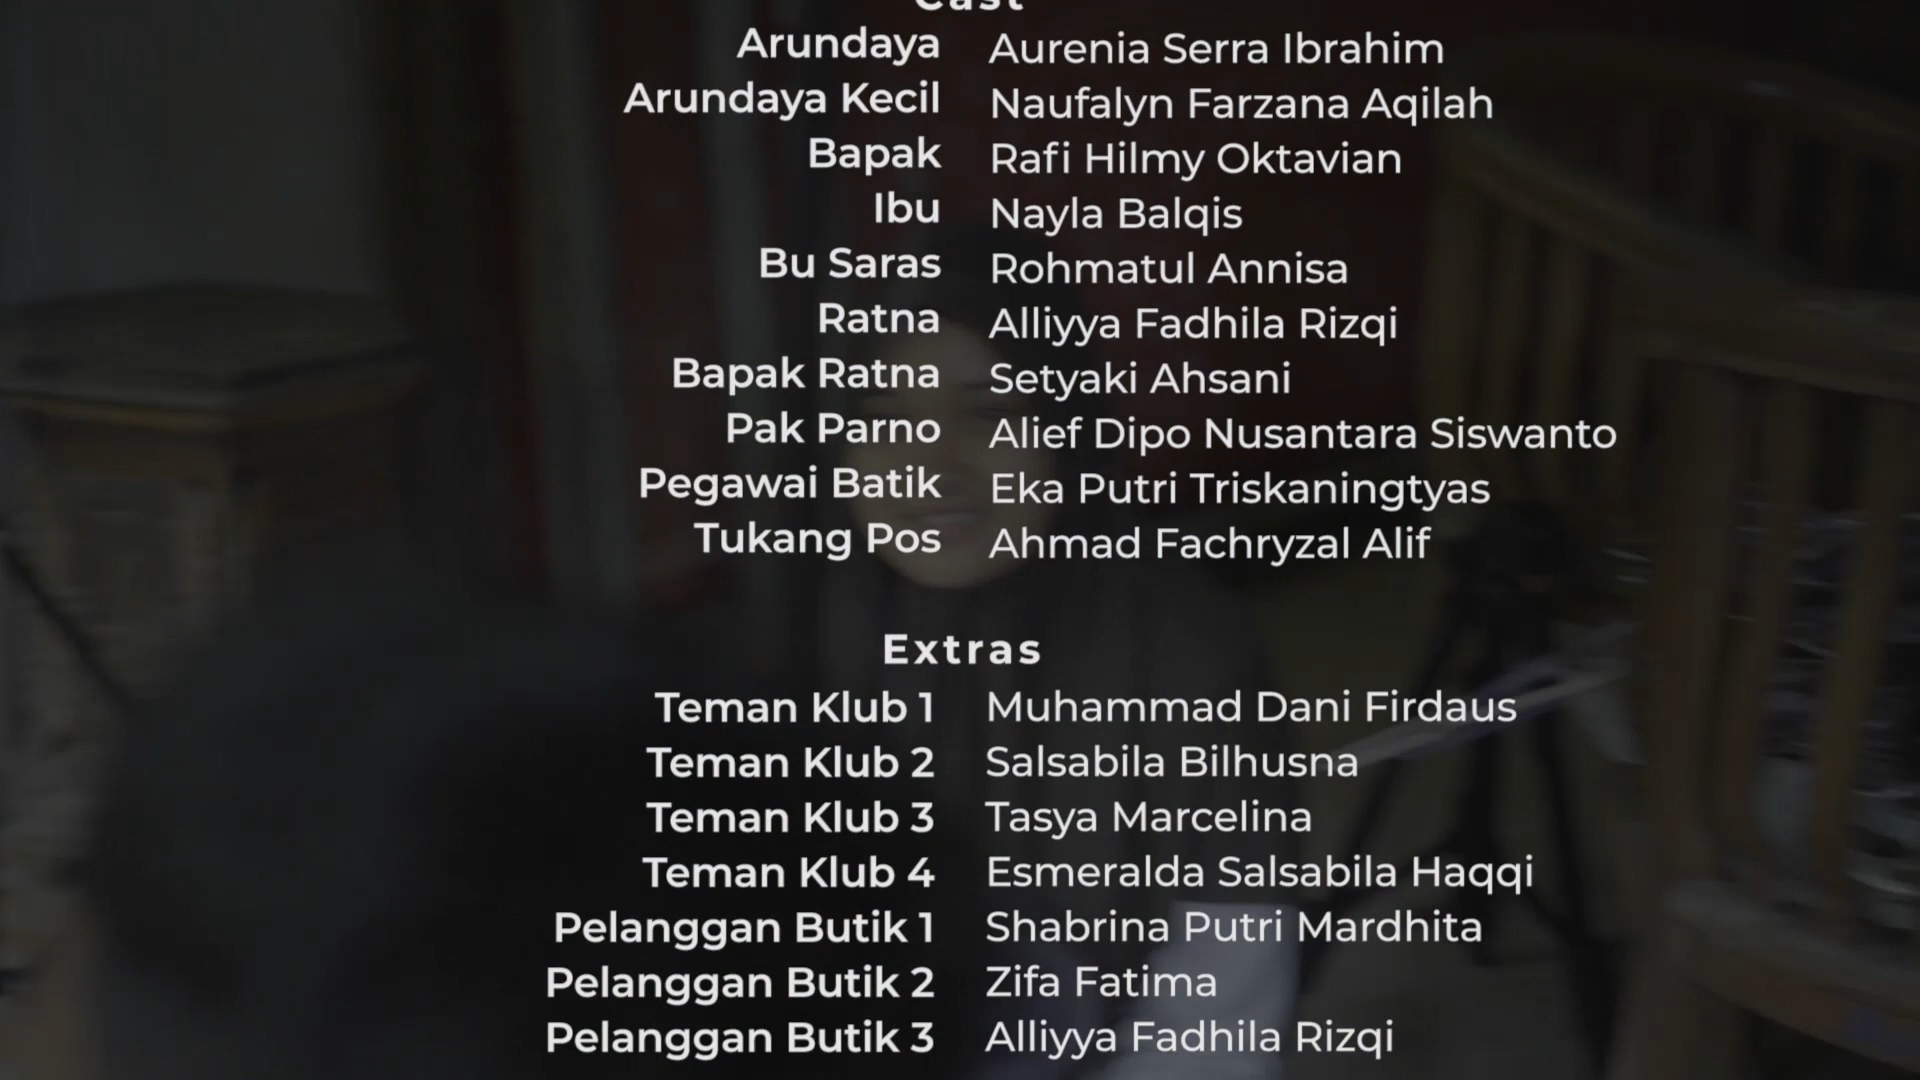 Cast
Arundaya Aurenia Serra Ibrahim
Arundaya Kecil Naufalyn Farzana Aqilah
Bapak Rafi Hilmy Oktavian
Ibu Nayla Balqis
Bu Saras Rohmatul Annisa
Ratna Alliyya Fadhila Rizqi
Bapak Ratna Setyaki Ahsani
Pak Parno Alief Dipo Nusantara Siswanto
Pegawai Batik Eka Putri Triskaningtyas
Tukang Pos Ahmad Fachryzal Alif
Extras
Teman Klub 1 Muhammad Dani Firdaus
Teman Klub 2 Salsabila Bilhusna
Teman Klub 3 Tasya Marcelina
Teman Klub 4 Esmeralda Salsabila Haqqi
Pelanggan Butik 1 Shabrina Putri Mardhita
Pelanggan Butik 2 Zifa Fatima
Pelanggan Butik 3 Alliyya Fadhila Rizqi